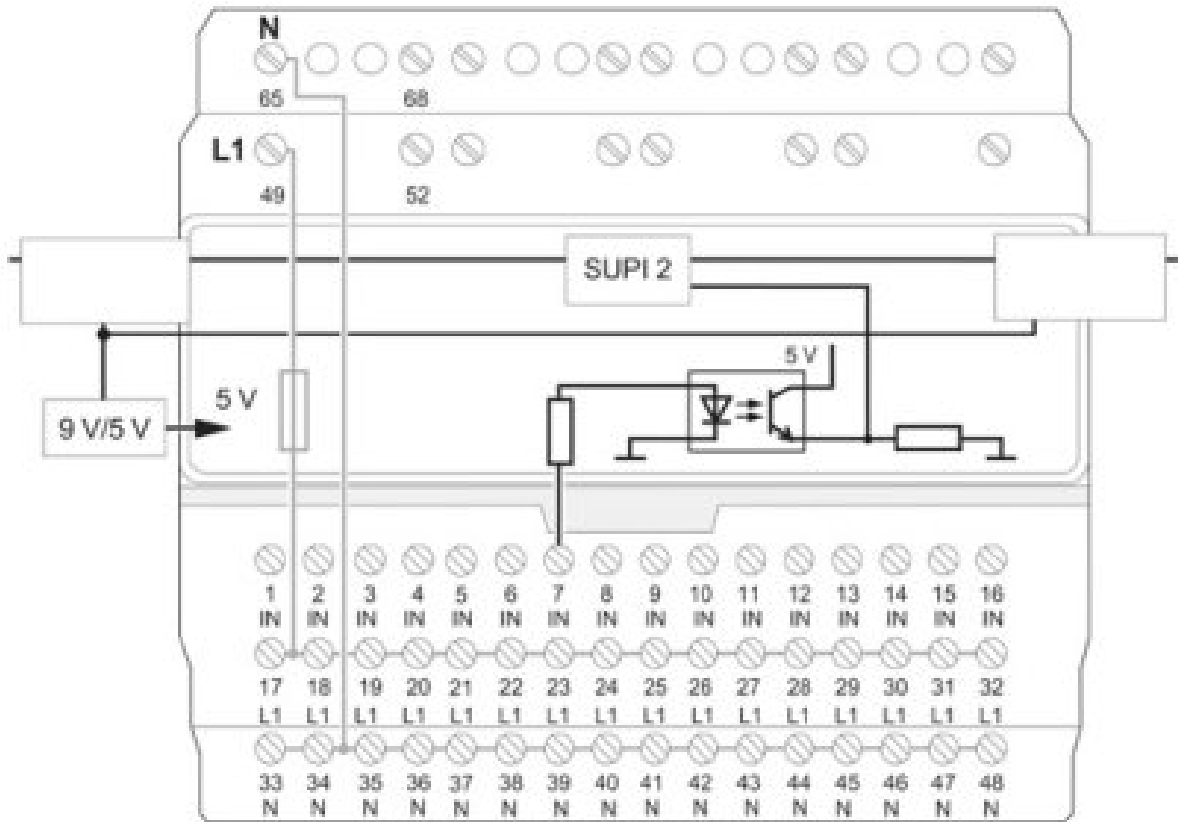 N
65 68
L1
49 52
SUPI 2
5 V
5 V
9 V/5 V
1 2 3 4 5 6 7 8 9 10 11 12 13 14 15 16
IN IN IN IN IN IN IN IN IN IN IN IN IN IN IN IN
17 18 19 20 21 22 23 24 25 26 27 28 29 30 31 32
L1 L1 L1 L1 L1 L1 L1 L1 L1 L1 L1 L1 L1 L1 L1 L1
33 34 35 36 37 38 39 40 41 42 43 44 45 46 47 48
N N N N N N N N N N N N N N N N